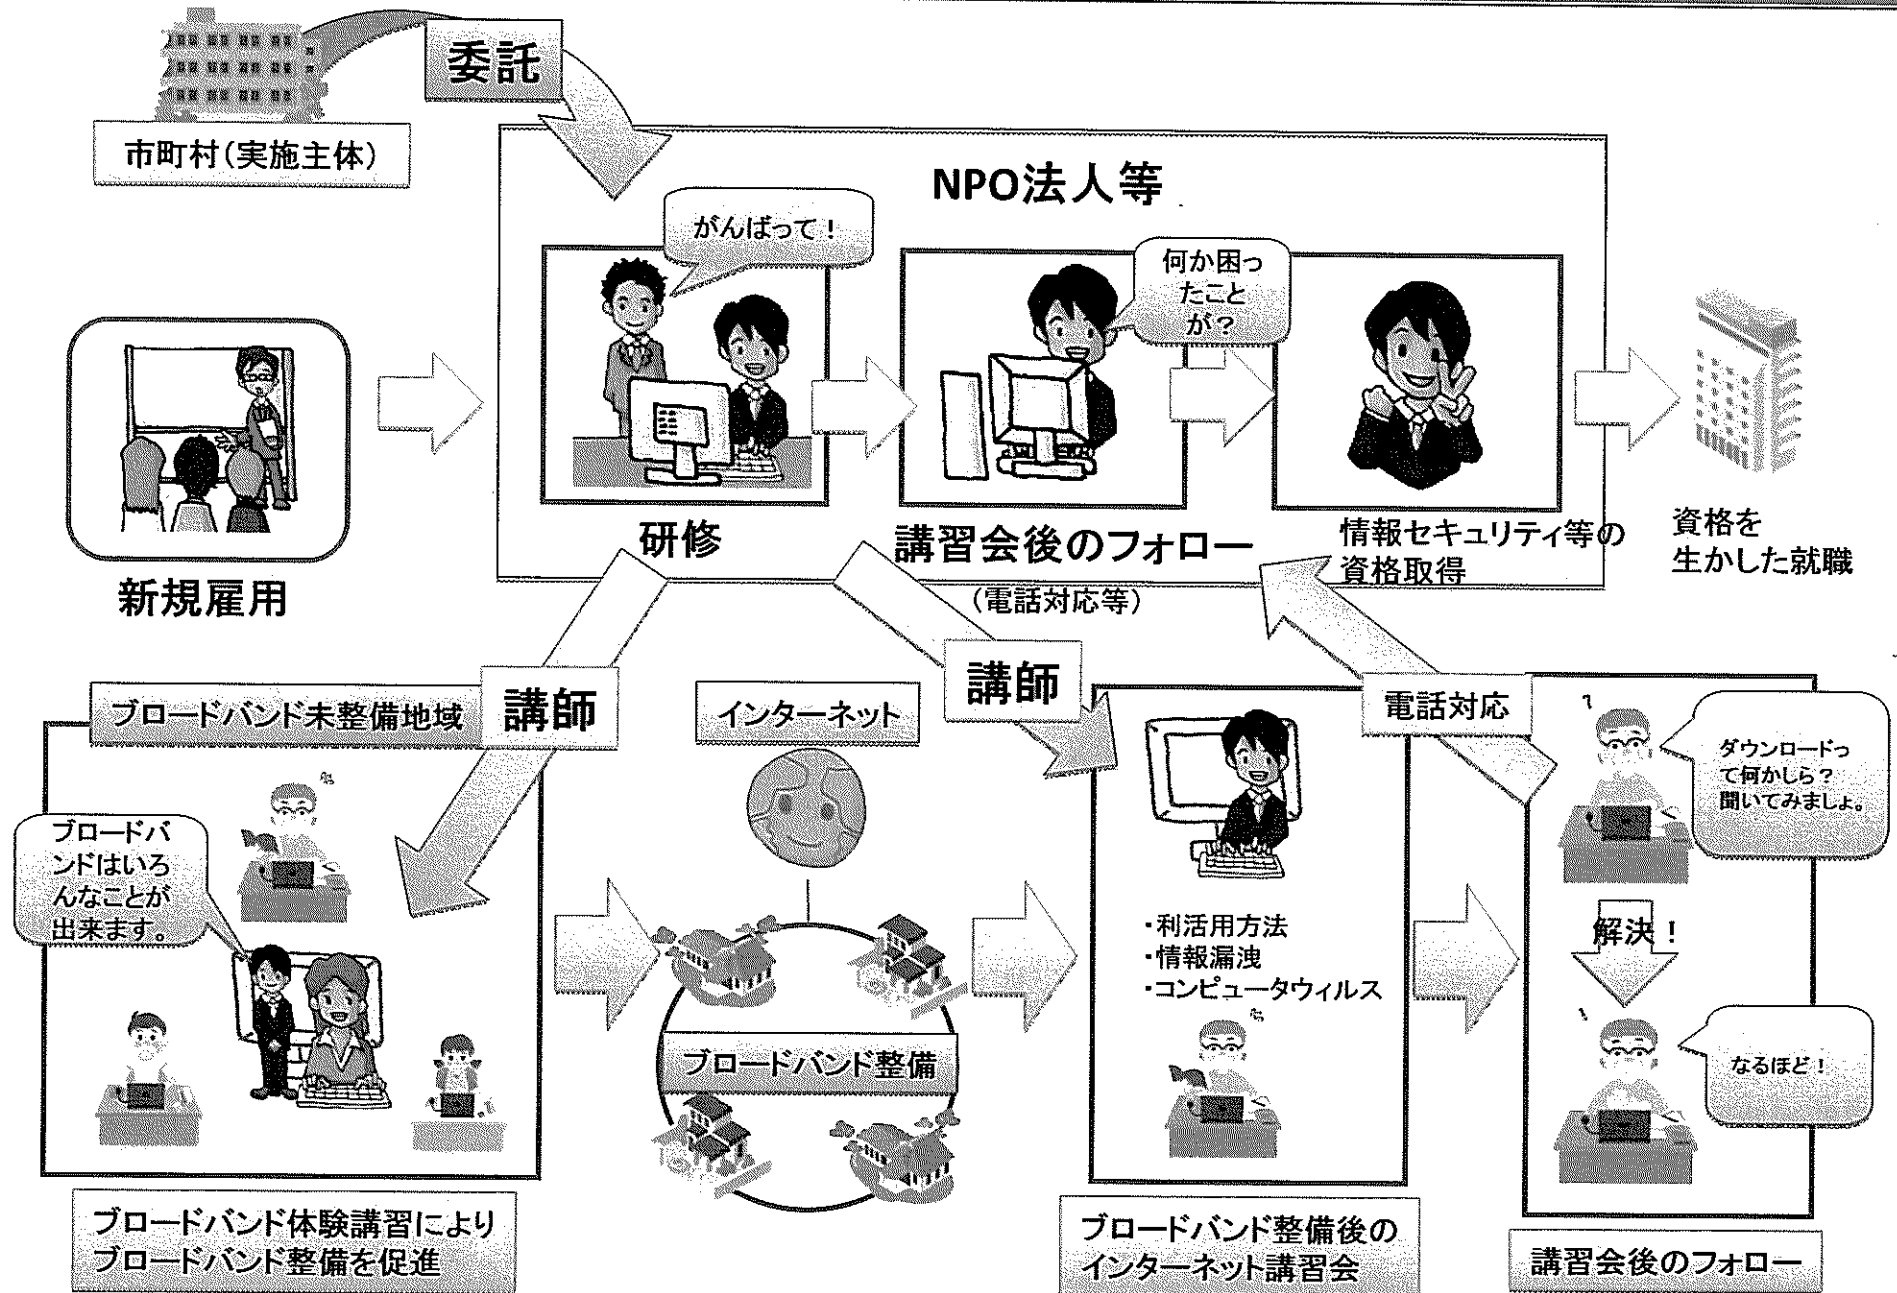 委託
市町村(実施主体)
NPO法人等
がんばって!
何か困っ
たこと
が?
研修
講習会後のフォロー
(電話対応等)
情報セキュリティ等の
資格取得
資格を
生かした就職
新規雇用
ブロードバンド未整備地域
講師
インターネット
講師
電話対応
ブロードバ
ンドはいろ
んなことが
出来ます。
ダウンロードっ
て何かしら?
聞いてみましょ。
・利活用方法
・情報漏洩
・コンピュータウィルス
解決!
ブロードバンド整備
なるほど!
ブロードバンド体験講習により
ブロードバンド整備を促進
ブロードバンド整備後の
インターネット講習会
講習会後のフォロー